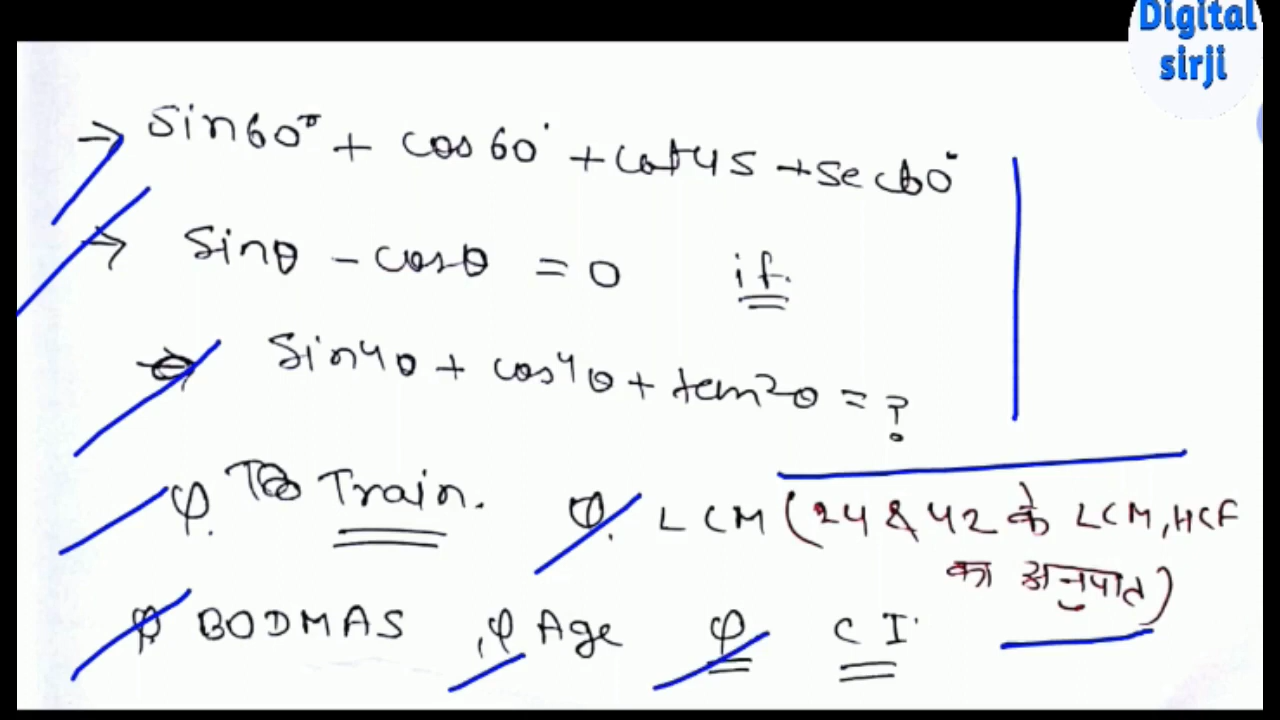 Digital
sirji
→ Sin60° + cos60° + cot45 + sec60°
→ Sinθ - cosθ = 0 if
→ Sin⁴θ + cos⁴θ + tan²θ = ?
φ. Train. φ. LCM (24 & 42 के LCM, HCF
का अनुपात)
φ BODMAS , φ Age φ C I.